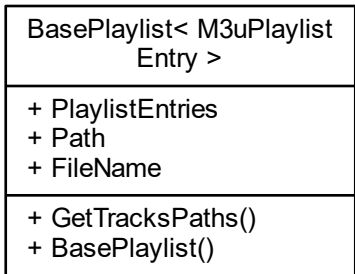 BasePlaylist< M3uPlaylist
Entry >
+ PlaylistEntries
+ Path
+ FileName
+ GetTracksPaths()
+ BasePlaylist()